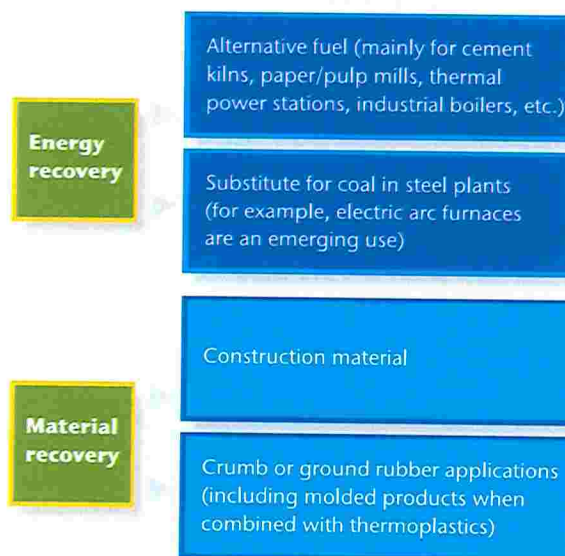 Energy
recovery
Alternative fuel (mainly for cement
kilns, paper/pulp mills, thermal
power stations, industrial boilers, etc.)
Substitute for coal in steel plants
(for example, electric arc furnaces
are an emerging use)
Material
recovery
Construction material
Crumb or ground rubber applications
(including molded products when
combined with thermoplastics)